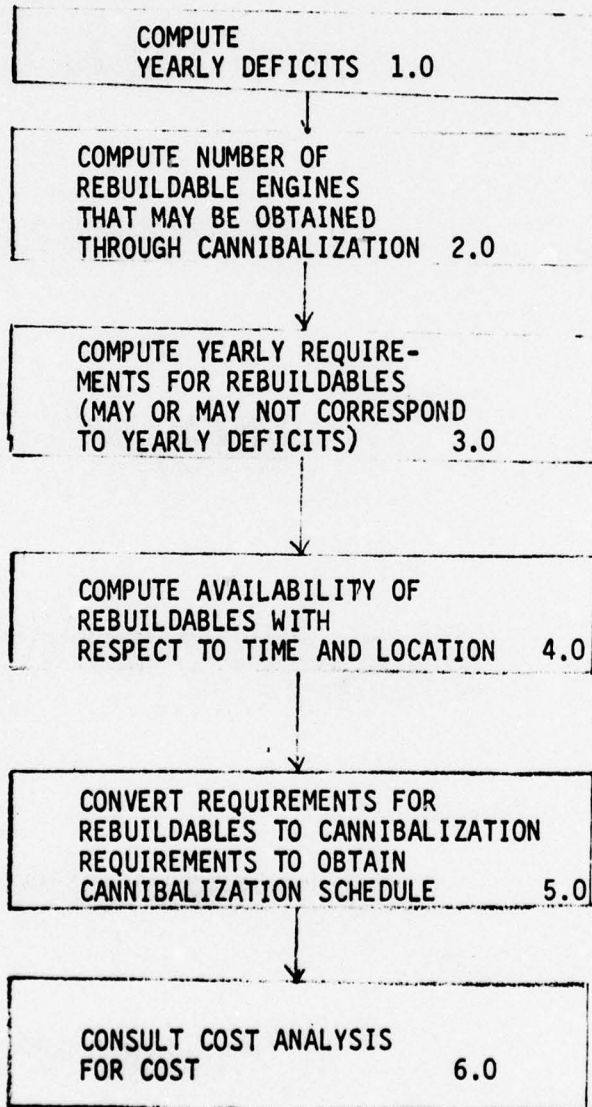 COMPUTE
YEARLY DEFICITS 1.0
COMPUTE NUMBER OF
REBUILDABLE ENGINES
THAT MAY BE OBTAINED
THROUGH CANNIBALIZATION 2.0
COMPUTE YEARLY REQUIRE-
MENTS FOR REBUILDABLES
(MAY OR MAY NOT CORRESPOND
TO YEARLY DEFICITS) 3.0
COMPUTE AVAILABILITY OF
REBUILDABLES WITH
RESPECT TO TIME AND LOCATION 4.0
CONVERT REQUIREMENTS FOR
REBUILDABLES TO CANNIBALIZATION
REQUIREMENTS TO OBTAIN
CANNIBALIZATION SCHEDULE 5.0
CONSULT COST ANALYSIS
FOR COST 6.0